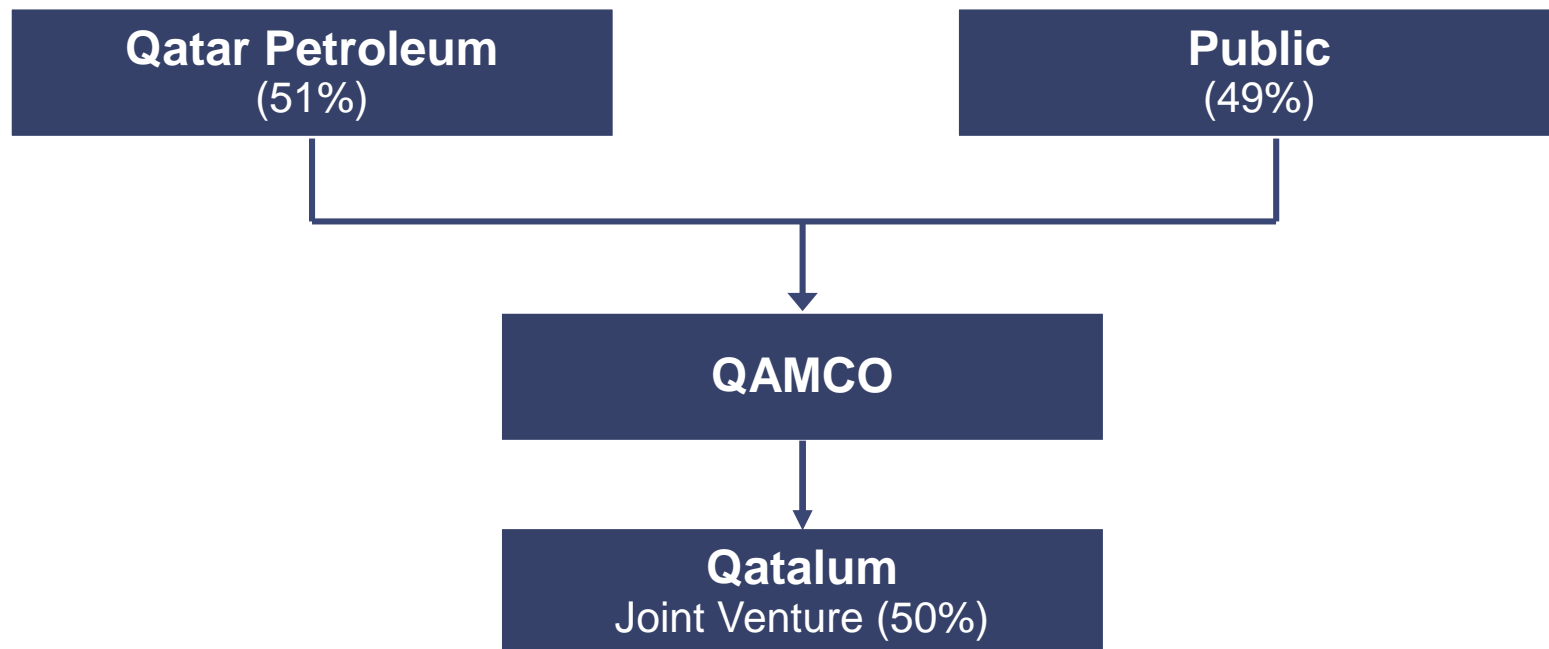 Qatar Petroleum
(51%)
Public
(49%)
QAMCO
Qatalum
Joint Venture (50%)